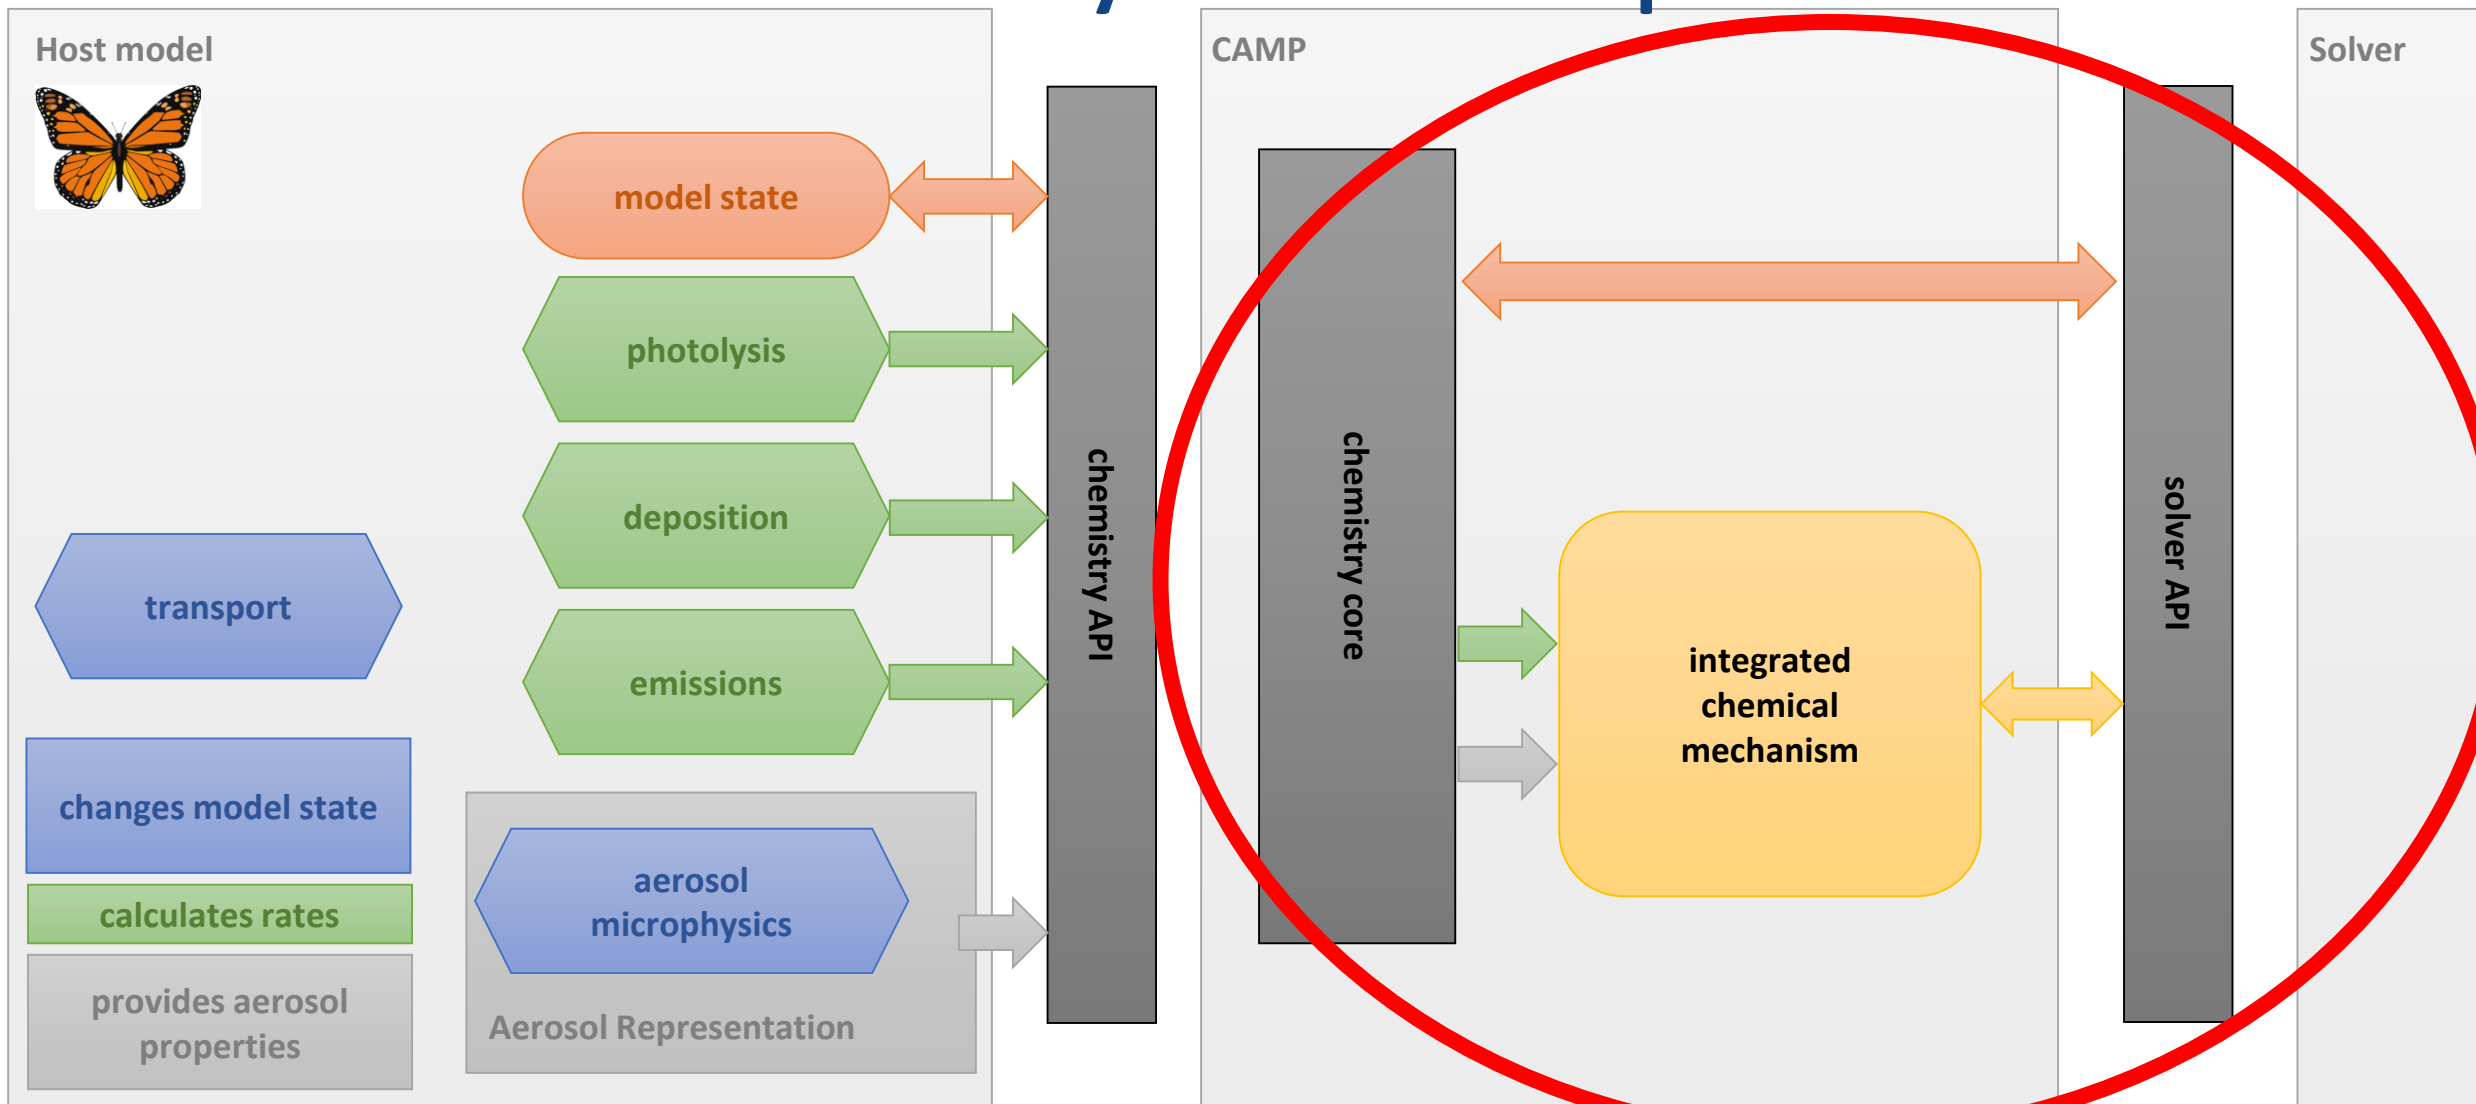 Host model
model state
photolysis
deposition
emissions
transport
changes model state
calculates rates
provides aerosol
properties
aerosol
microphysics
Aerosol Representation
chemistry API
CAMP
chemistry core
integrated
chemical
mechanism
solver API
Solver